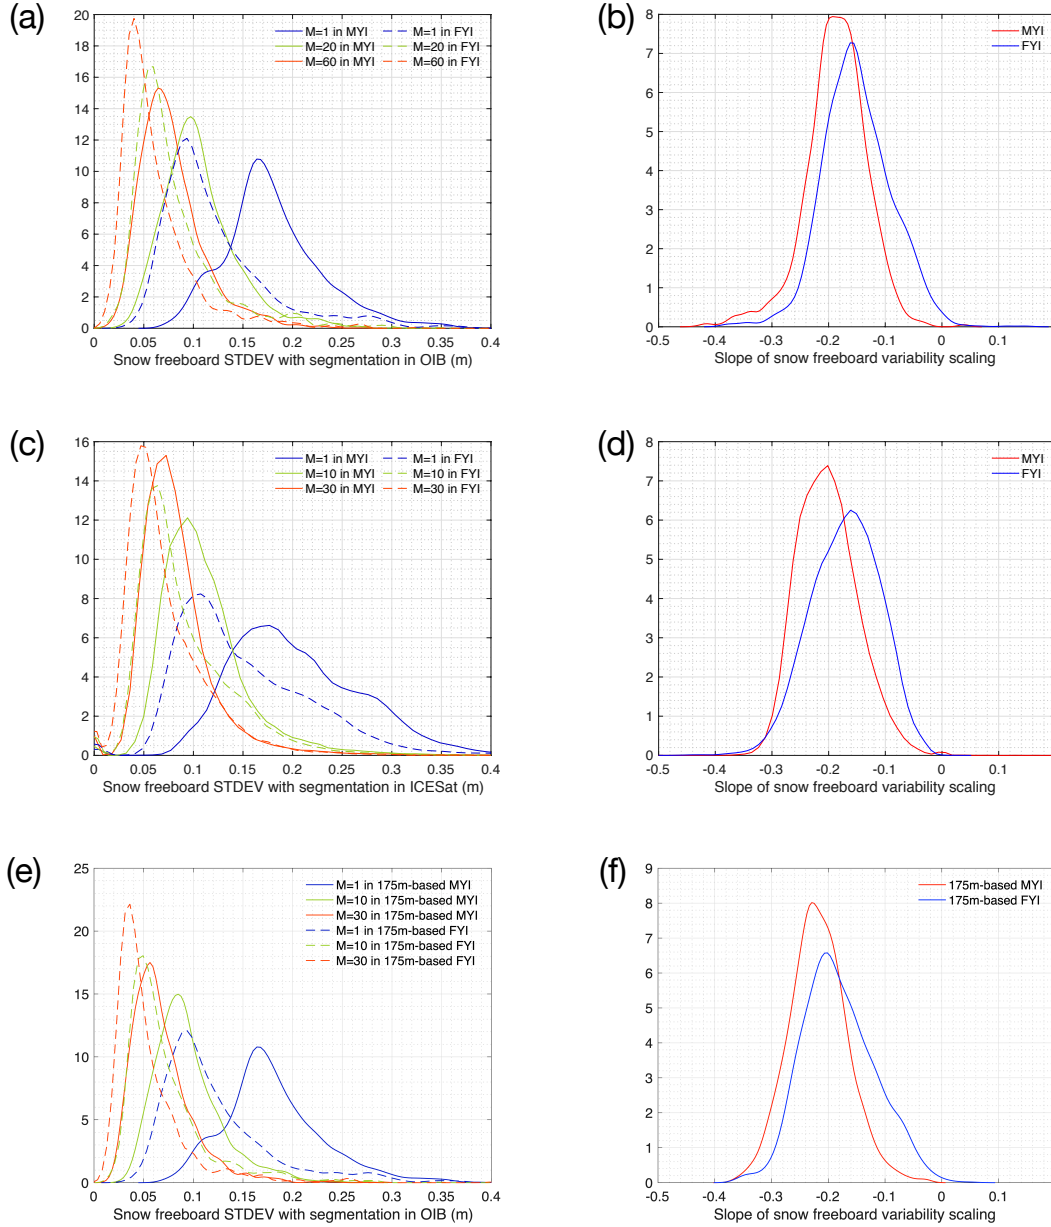 (a)
20
18
16
14
12
10
8
6
4
2
0
M=1 in MYI M=1 in FYI
M=20 in MYI M=20 in FYI
M=60 in MYI M=60 in FYI
0 0.05 0.1 0.15 0.2 0.25 0.3 0.35 0.4
Snow freeboard STDEV with segmentation in OIB (m)
(b)
8
7
6
5
4
3
2
1
0
MYI
FYI
-0.5 -0.4 -0.3 -0.2 -0.1 0 0.1
Slope of snow freeboard variability scaling
(c)
16
14
12
10
8
6
4
2
0
M=1 in MYI M=1 in FYI
M=10 in MYI M=10 in FYI
M=30 in MYI M=30 in FYI
0 0.05 0.1 0.15 0.2 0.25 0.3 0.35 0.4
Snow freeboard STDEV with segmentation in ICESat (m)
(d)
8
7
6
5
4
3
2
1
0
MYI
FYI
-0.5 -0.4 -0.3 -0.2 -0.1 0 0.1
Slope of snow freeboard variability scaling
(e)
25
20
15
10
5
0
M=1 in 175m-based MYI
M=10 in 175m-based MYI
M=30 in 175m-based MYI
M=1 in 175m-based FYI
M=10 in 175m-based FYI
M=30 in 175m-based FYI
0 0.05 0.1 0.15 0.2 0.25 0.3 0.35 0.4
Snow freeboard STDEV with segmentation in OIB (m)
(f)
9
8
7
6
5
4
3
2
1
0
175m-based MYI
175m-based FYI
-0.5 -0.4 -0.3 -0.2 -0.1 0 0.1
Slope of snow freeboard variability scaling